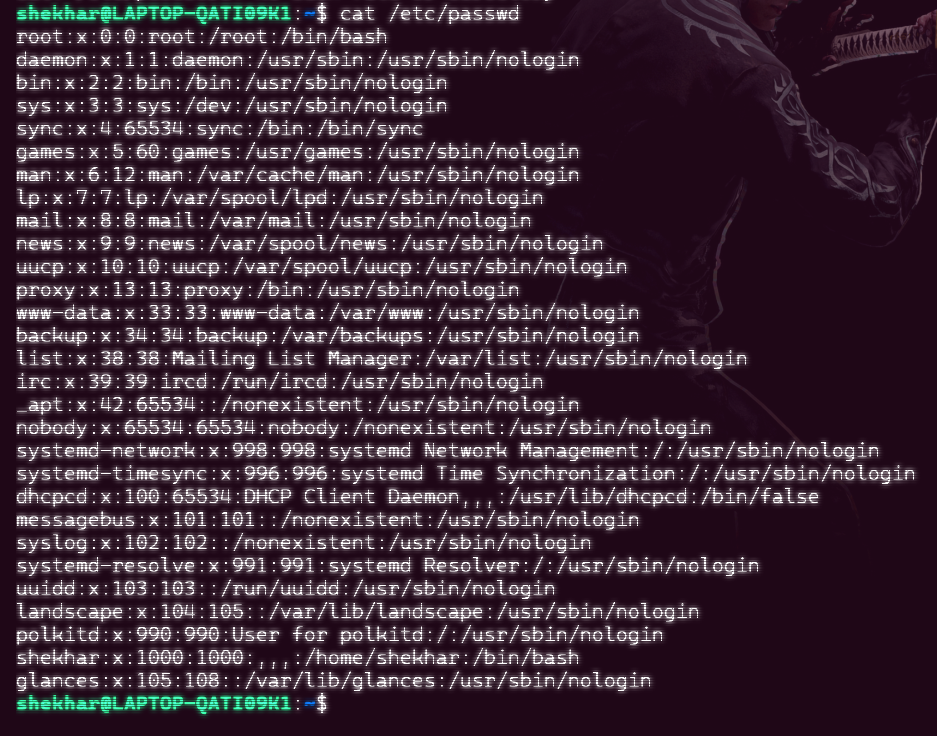 shekhar@LAPTOP-QATI09K1:~$ cat /etc/passwd
root:x:0:0:root:/root:/bin/bash
daemon:x:1:1:daemon:/usr/sbin:/usr/sbin/nologin
bin:x:2:2:bin:/bin:/usr/sbin/nologin
sys:x:3:3:sys:/dev:/usr/sbin/nologin
sync:x:4:65534:sync:/bin:/bin/sync
games:x:5:60:games:/usr/games:/usr/sbin/nologin
man:x:6:12:man:/var/cache/man:/usr/sbin/nologin
lp:x:7:7:lp:/var/spool/lpd:/usr/sbin/nologin
mail:x:8:8:mail:/var/mail:/usr/sbin/nologin
news:x:9:9:news:/var/spool/news:/usr/sbin/nologin
uucp:x:10:10:uucp:/var/spool/uucp:/usr/sbin/nologin
proxy:x:13:13:proxy:/bin:/usr/sbin/nologin
www-data:x:33:33:www-data:/var/www:/usr/sbin/nologin
backup:x:34:34:backup:/var/backups:/usr/sbin/nologin
list:x:38:38:Mailing List Manager:/var/list:/usr/sbin/nologin
irc:x:39:39:ircd:/run/ircd:/usr/sbin/nologin
_apt:x:42:65534::/nonexistent:/usr/sbin/nologin
nobody:x:65534:65534:nobody:/nonexistent:/usr/sbin/nologin
systemd-network:x:998:998:systemd Network Management:/:/usr/sbin/nologin
systemd-timesync:x:996:996:systemd Time Synchronization:/:/usr/sbin/nologin
dhcpcd:x:100:65534:DHCP Client Daemon,,,:/usr/lib/dhcpcd:/bin/false
messagebus:x:101:101::/nonexistent:/usr/sbin/nologin
syslog:x:102:102::/nonexistent:/usr/sbin/nologin
systemd-resolve:x:991:991:systemd Resolver:/:/usr/sbin/nologin
uuidd:x:103:103::/run/uuidd:/usr/sbin/nologin
landscape:x:104:105::/var/lib/landscape:/usr/sbin/nologin
polkitd:x:990:990:User for polkitd:/:/usr/sbin/nologin
shekhar:x:1000:1000:,,,:/home/shekhar:/bin/bash
glances:x:105:108::/var/lib/glances:/usr/sbin/nologin
shekhar@LAPTOP-QATI09K1:~$